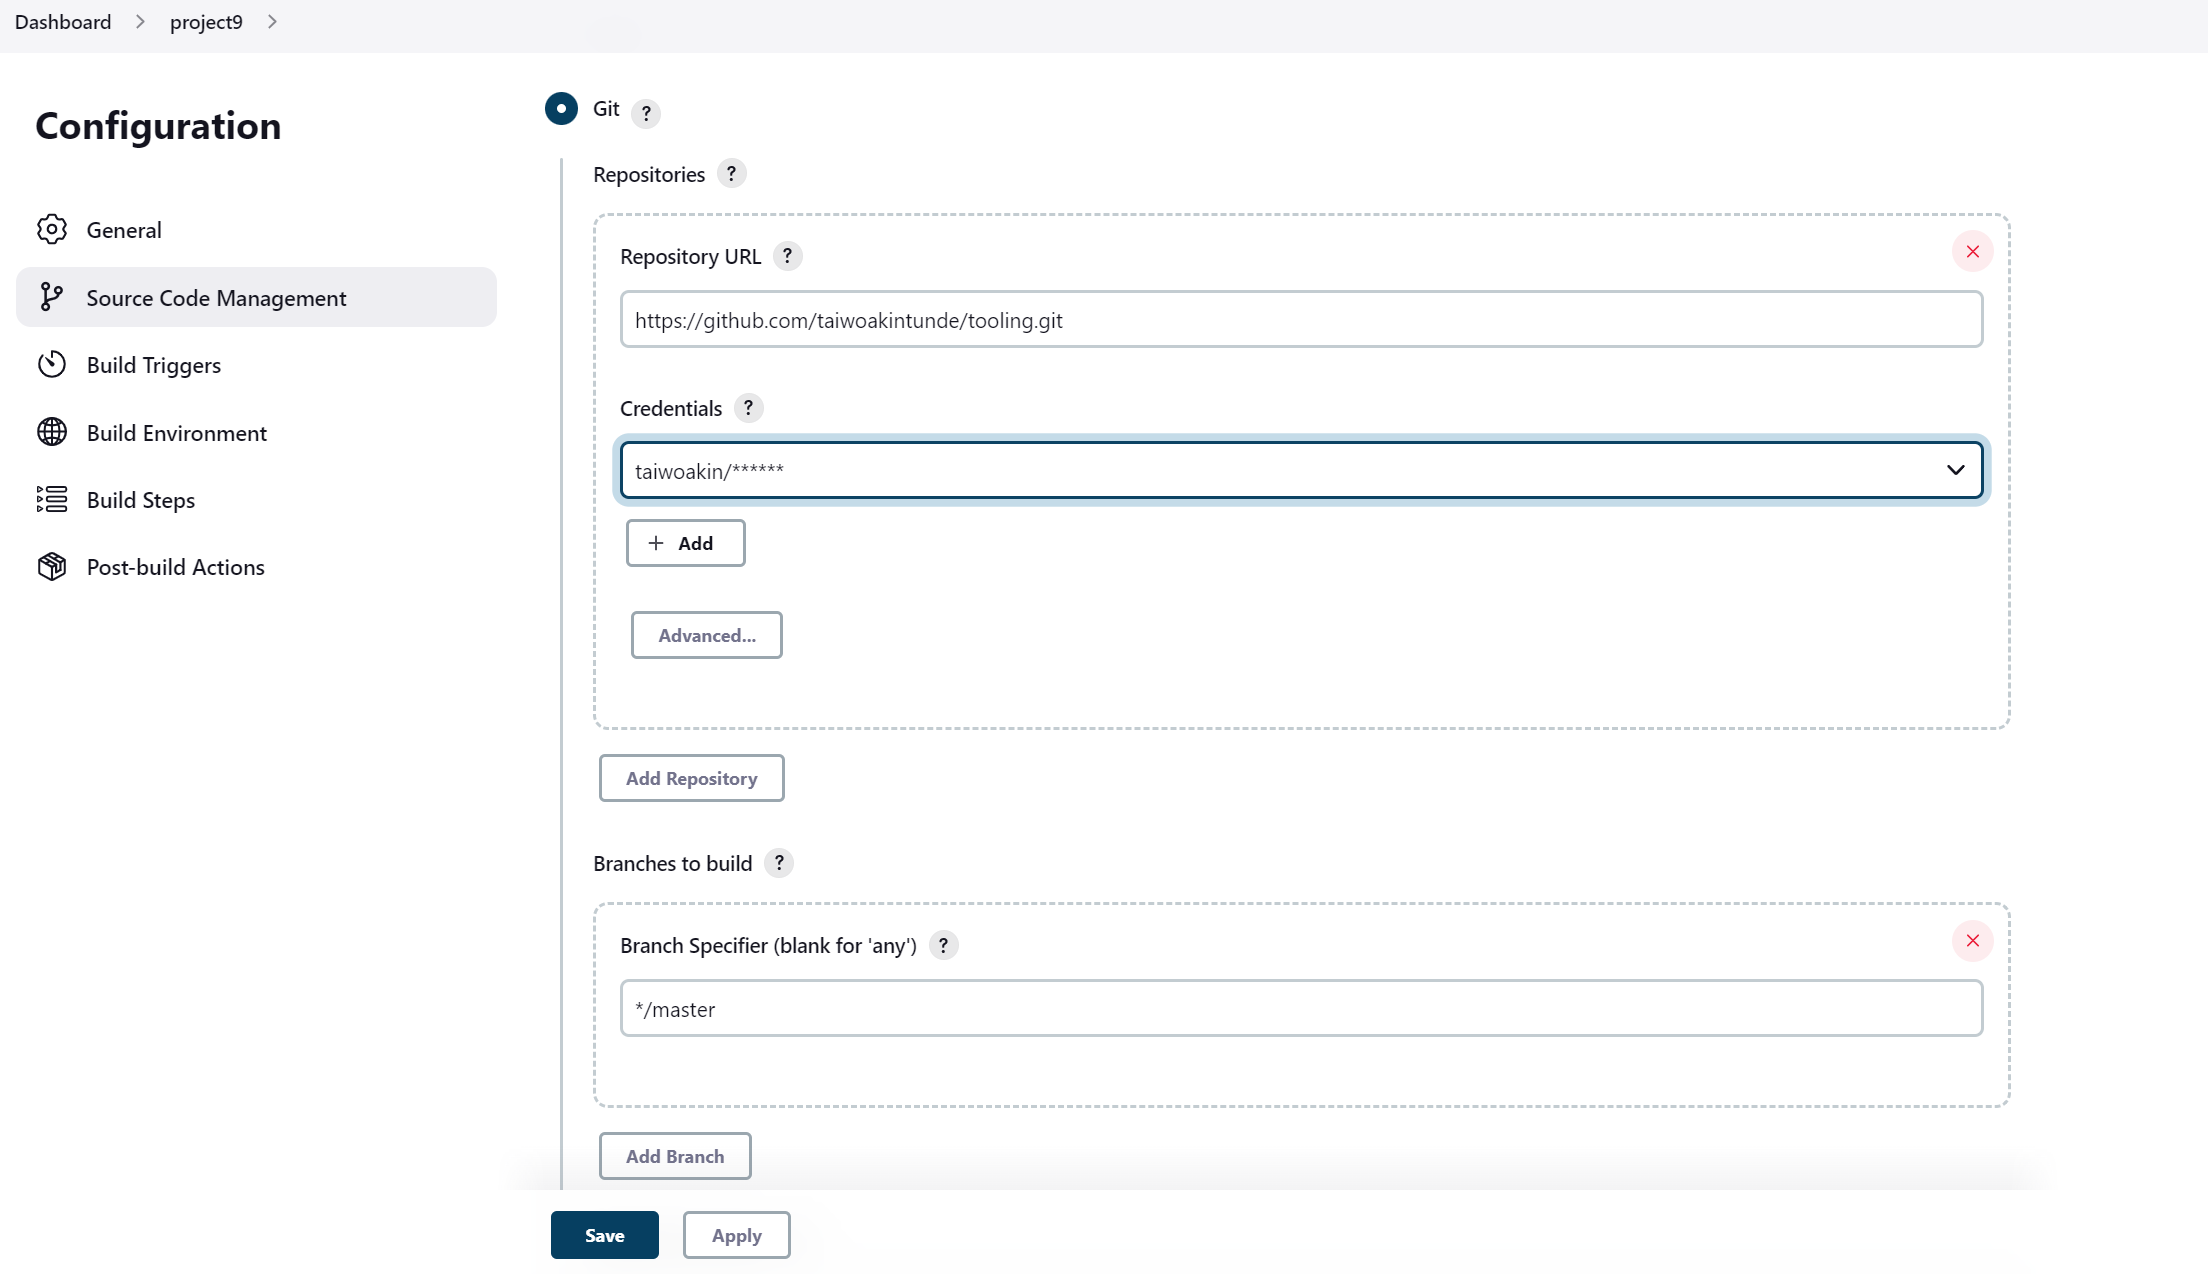 Dashboard > project9 >
Configuration
General
Source Code Management
Build Triggers
Build Environment
Build Steps
Post-build Actions
Git ?
Repositories ?
Repository URL ?
https://github.com/taiwoakintunde/tooling.git
Credentials ?
taiwoakin/******
+ Add
Advanced...
Add Repository
Branches to build ?
Branch Specifier (blank for 'any') ?
*/master
Add Branch
Save
Apply